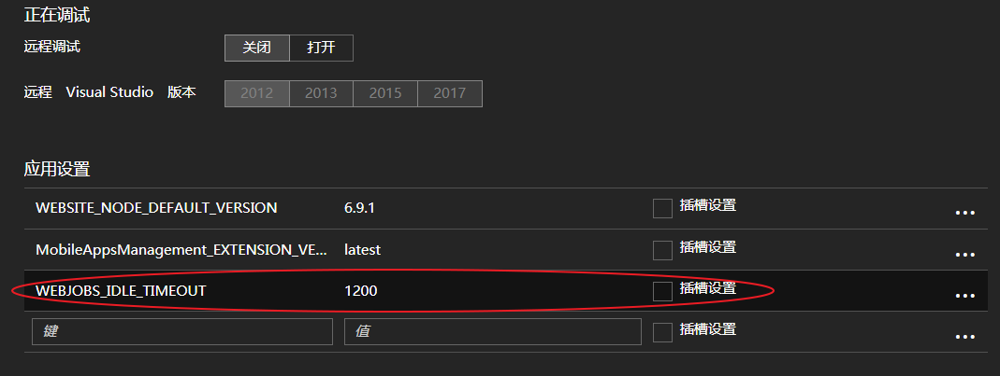 正在调试
远程调试 关闭 打开
远程 Visual Studio 版本 2012 2013 2015 2017
应用设置
WEBSITE_NODE_DEFAULT_VERSION 6.9.1 插槽设置 ...
MobileAppsManagement_EXTENSION_VE... latest 插槽设置 ...
WEBJOBS_IDLE_TIMEOUT 1200 插槽设置 ...
键 值 插槽设置 ...